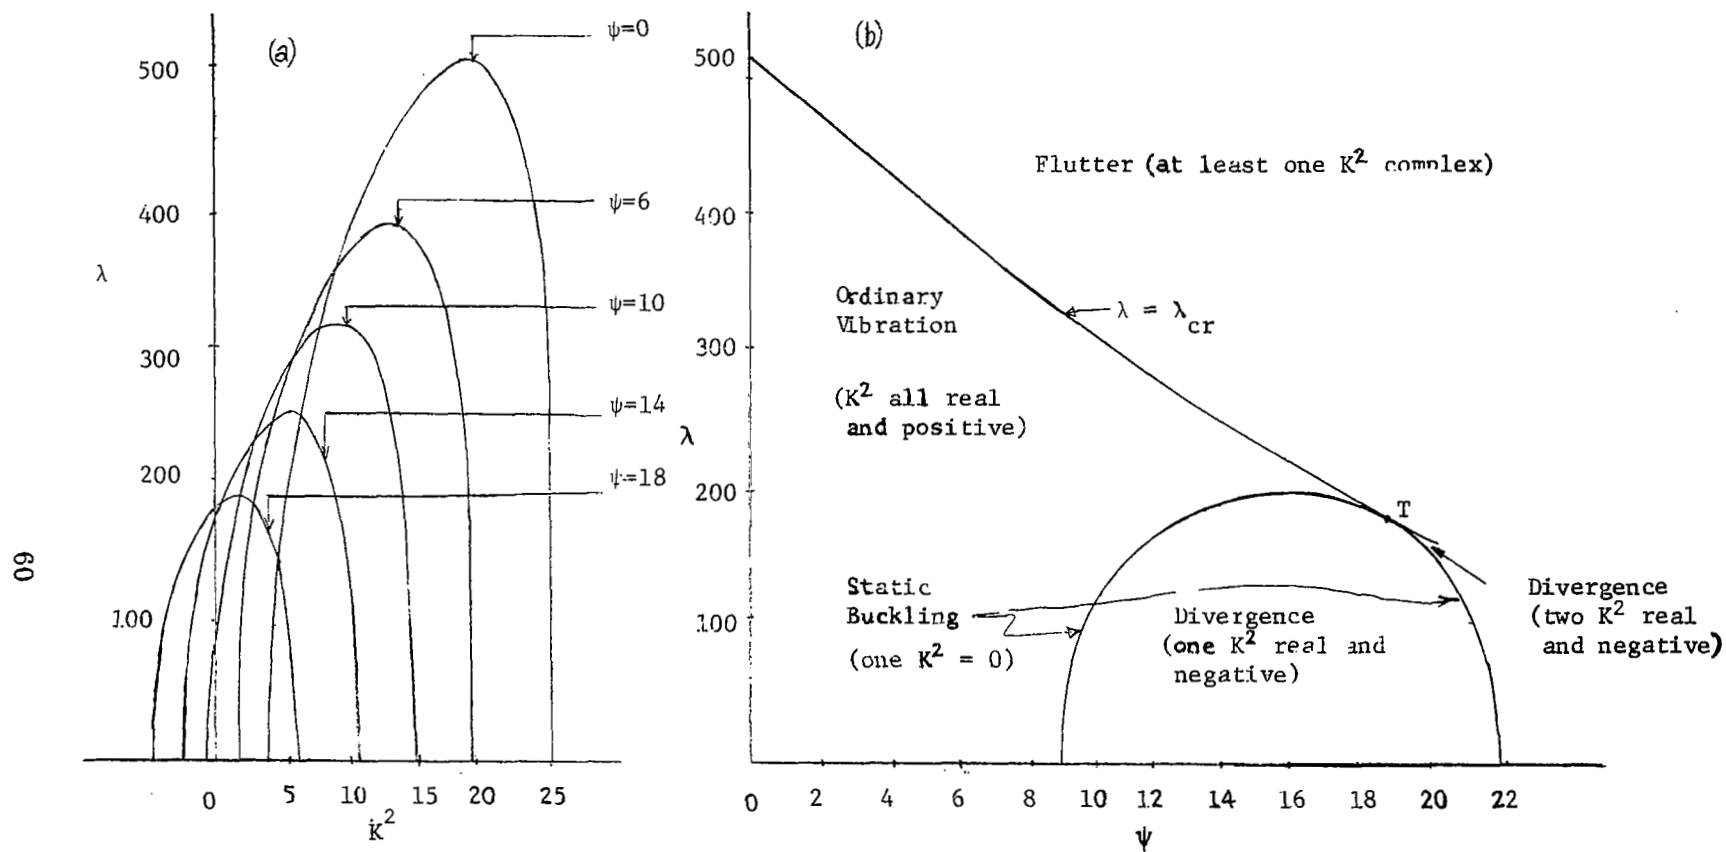 (a)
ψ=0
500
ψ=6
400
λ
ψ=10
300
ψ=14
200
ψ=18
100
0 5 10 15 20 25
K²
60
(b)
500
Flutter (at least one K² complex)
400
Ordinary
Vibration
λ = λcr
300
(K² all real
and positive)
λ
200
T
Static
Buckling
(one K² = 0)
100
Divergence
(one K² real and
negative)
Divergence
(two K² real
and negative)
0 2 4 6 8 10 12 14 16 18 20 22
ψ